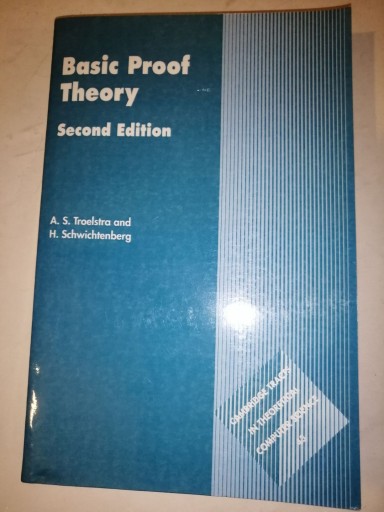 Basic Proof
Theory
Second Edition
A. S. Troelstra and
H. Schwichtenberg
CAMBRIDGE TRACTS
IN THEORETICAL
COMPUTER SCIENCE
43